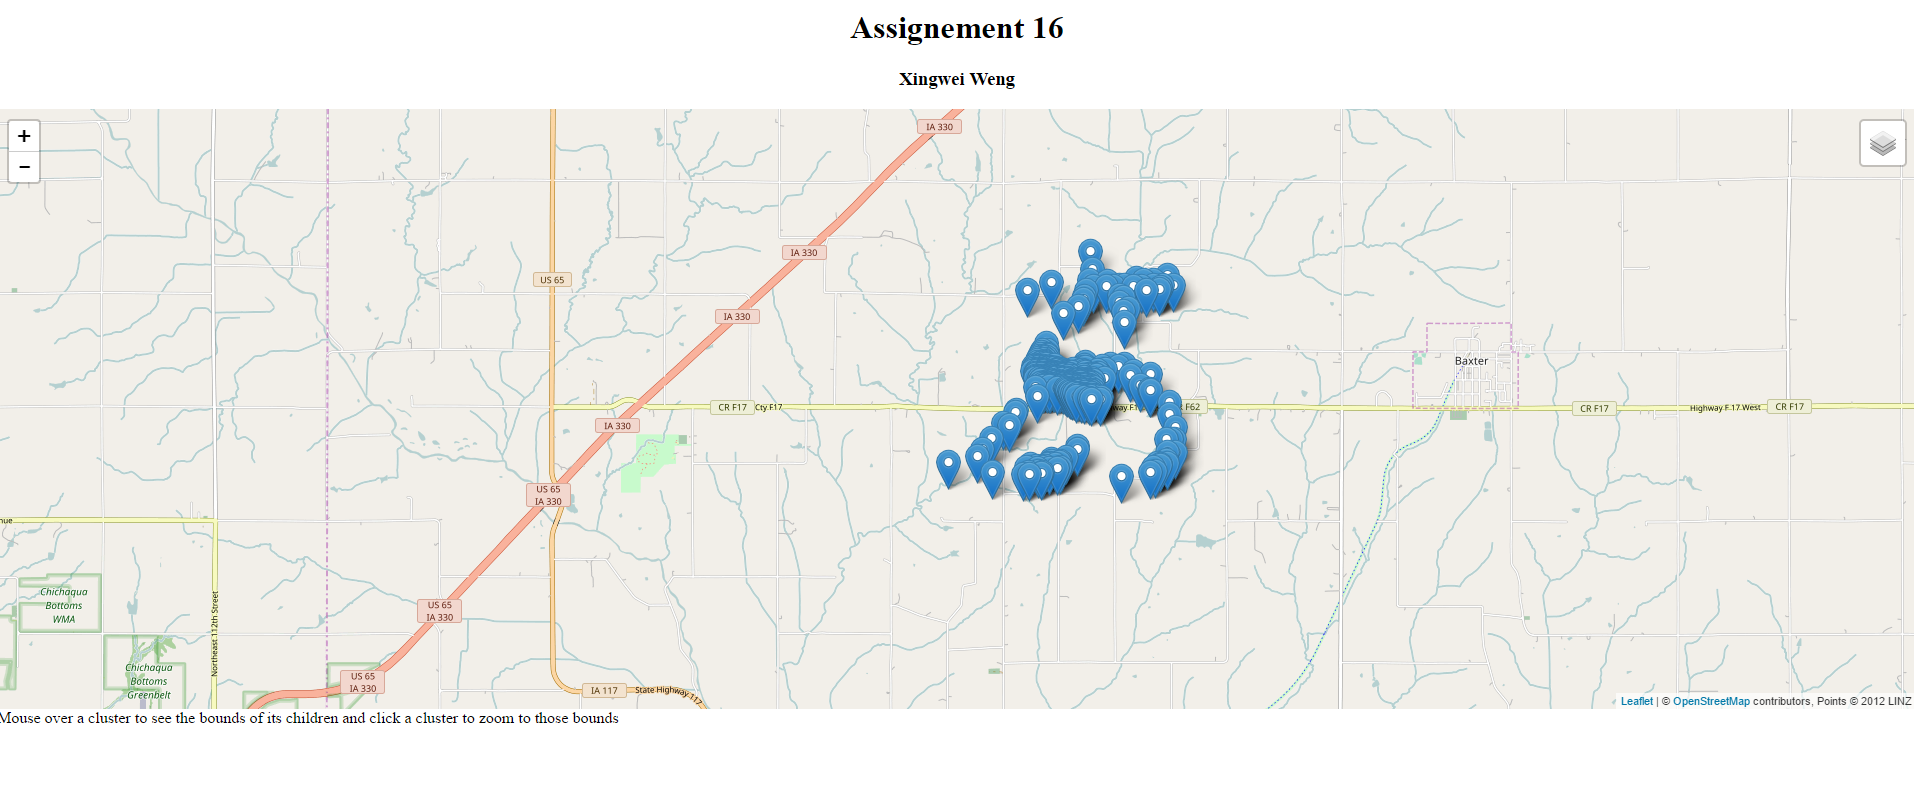 Assignement 16
Xingwei Weng
+
−
IA 330
IA 330
US 65
IA 330
Baxter
CR F17
Cty F17
way F.1
F62
CR F17
Highway F 17 West
CR F17
IA 330
US 65
IA 330
nue
Chichaqua
Bottoms
WMA
Northeast 112th Street
US 65
IA 330
Chichaqua
Bottoms
Greenbelt
US 65
IA 330
IA 117
State Highway 117
Leaflet | © OpenStreetMap contributors, Points © 2012 LINZ
Mouse over a cluster to see the bounds of its children and click a cluster to zoom to those bounds